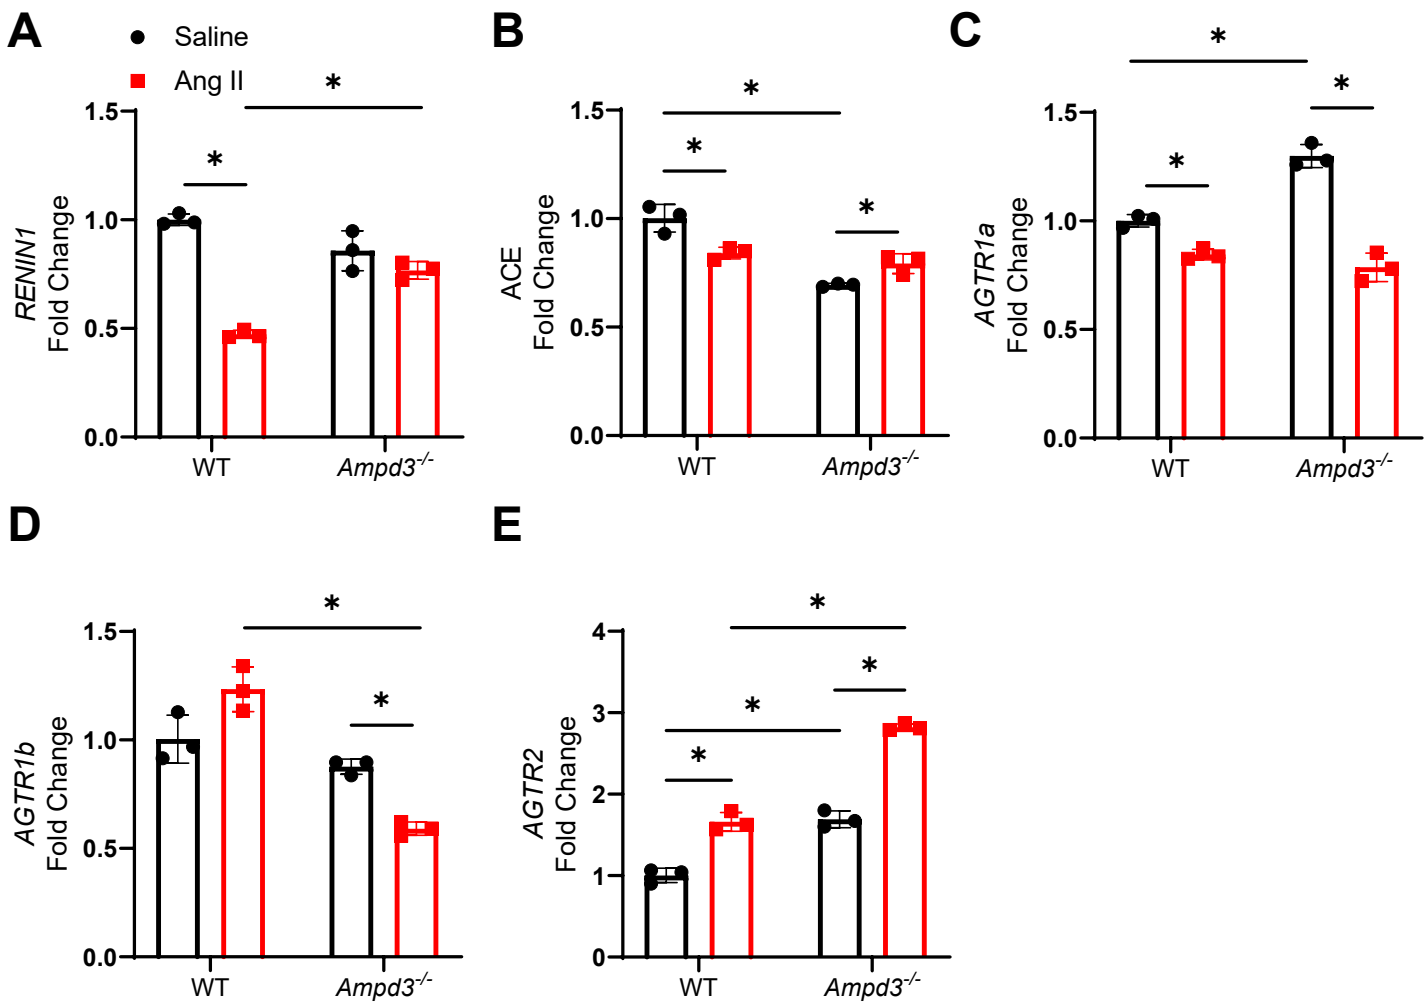 A
Saline
Ang II
*
*
1.5
1.0
0.5
0.0
RENIN1
Fold Change
WT
Ampd3-/-
B
*
*
*
1.5
1.0
0.5
0.0
ACE
Fold Change
WT
Ampd3-/-
C
*
*
*
1.5
1.0
0.5
0.0
AGTR1a
Fold Change
WT
Ampd3-/-
D
*
*
1.5
1.0
0.5
0.0
AGTR1b
Fold Change
WT
Ampd3-/-
E
*
*
*
*
4
3
2
1
0
AGTR2
Fold Change
WT
Ampd3-/-